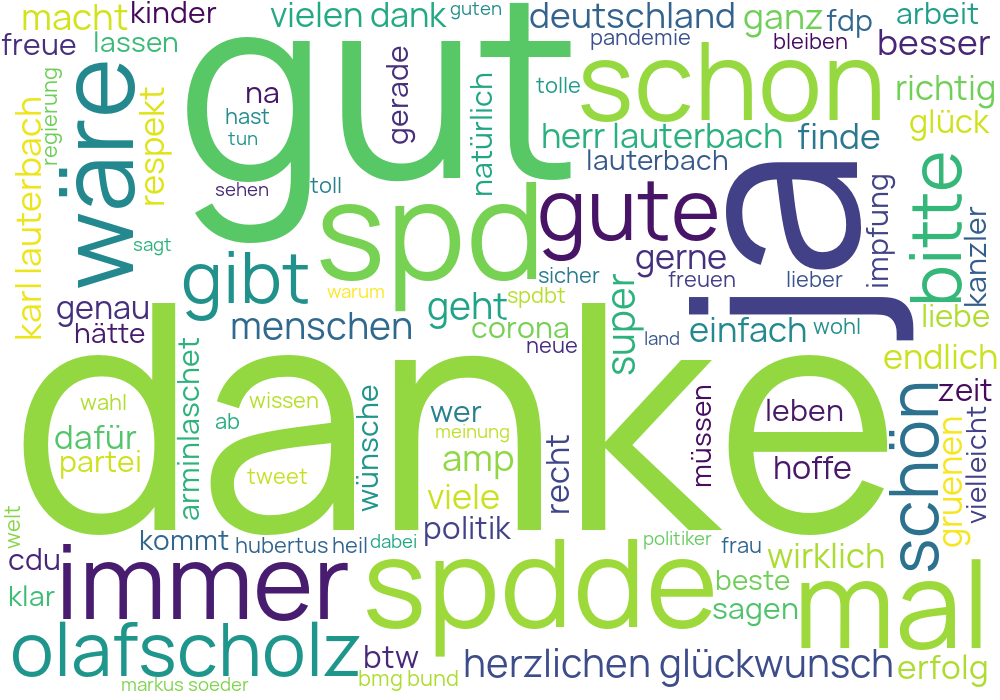 macht
kinder
vielen dank
guten
deutschland
ganz
fdp
arbeit
freue
lassen
gut
pandemie
bleiben
besser
gerade
schon
tolle
na
hast
tun
natürlich
richtig
glück
regierung
karl lauterbach
respekt
wäre
herr lauterbach
finde
lauterbach
ja
bitte
sehen
toll
spd
gute
impfung
kanzler
sagt
gibt
gerne
sicher
freuen
lieber
warum
geht
spdbt
super
genau
hätte
menschen
corona
neue
land
einfach
wohl
liebe
endlich
danke
arminlaschet
wahl
dafür
partei
ab
wissen
tweet
wünsche
wer
meinung
amp
viele
politik
recht
müssen
leben
hoffe
schön
zeit
gruenen
vielleicht
welt
cdu
klar
kommt
hubertus heil
dabei
politiker
frau
wirklich
immer
spdde
beste
sagen
mal
olafscholz
btw
bmg bund
herzlichen glückwunsch
erfolg
markus soeder